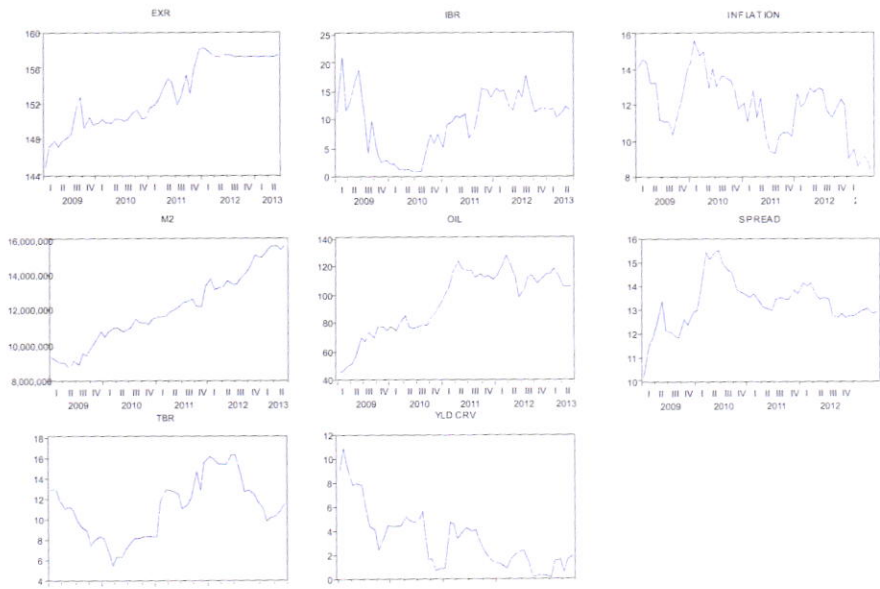 EXR
160
156
152
148
144
I II III IV I II III IV I II III IV I II III IV I II
2009 2010 2011 2012 2013
IBR
25
20
15
10
5
0
I II III IV I II III IV I II III IV I II III IV I II
2009 2010 2011 2012 2013
INFLATION
16
14
12
10
8
I II III IV I II III IV I II III IV I II III IV I
2009 2010 2011 2012 2
M2
16,000,000
14,000,000
12,000,000
10,000,000
8,000,000
I II III IV I II III IV I II III IV I II III IV I II
2009 2010 2011 2012 2013
OIL
140
120
100
80
60
40
I II III IV I II III IV I II III IV I II III IV I II
2009 2010 2011 2012 2013
SPREAD
16
15
14
13
12
11
10
I II III IV I II III IV I II III IV I II III IV
2009 2010 2011 2012
TBR
18
16
14
12
10
8
6
4
YLD CRV
12
10
8
6
4
2
0